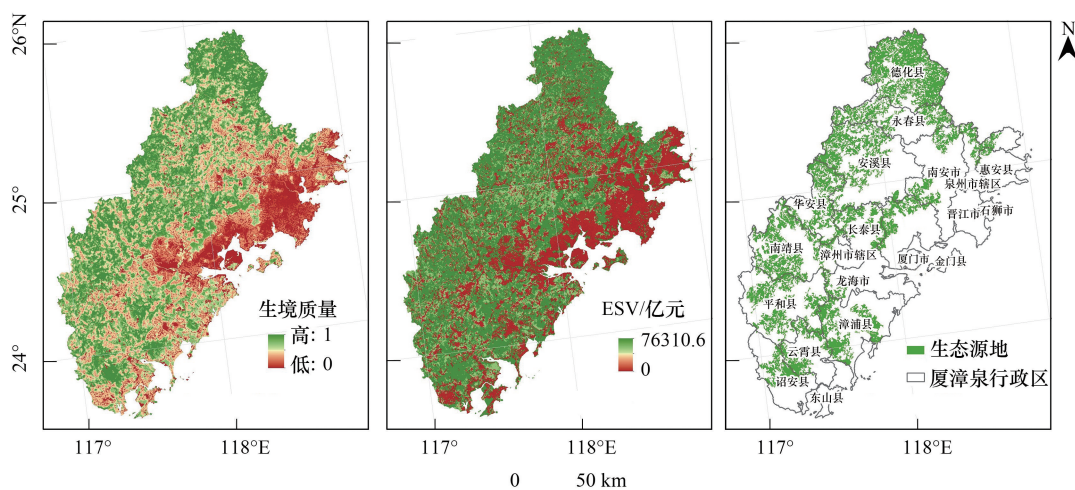 26°N
25°
24°
117°
118°E
生境质量
高: 1
低: 0
117°
118°E
ESV/亿元
76310.6
0
N
德化县
永春县
安溪县
南安市
惠安县
泉州市辖区
华安县
晋江市
石狮市
长泰县
南靖县
漳州市辖区
厦门市
金门县
龙海市
平和县
漳浦县
云霄县
诏安县
东山县
生态源地
厦漳泉行政区
117°
118°E
0 50 km